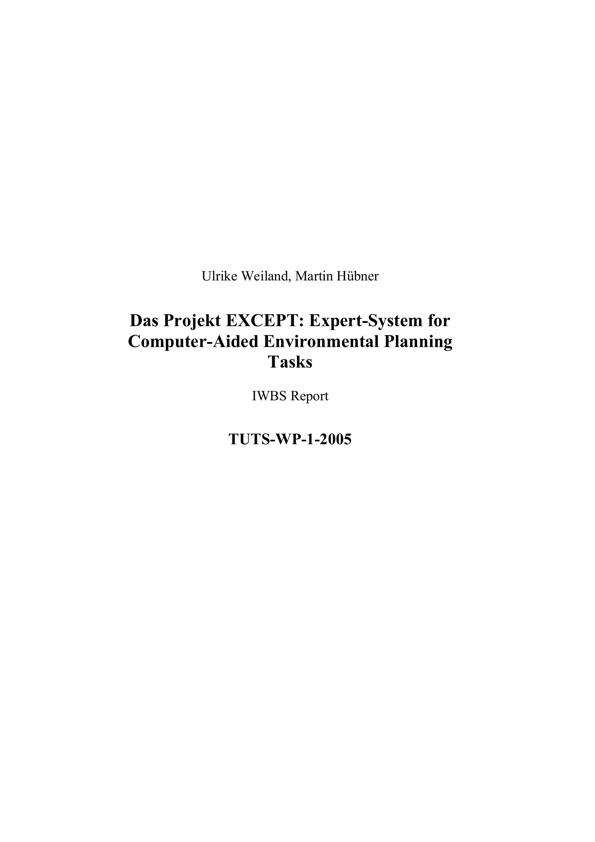 Ulrike Weiland, Martin Hübner
Das Projekt EXCEPT: Expert-System for
Computer-Aided Environmental Planning
Tasks
IWBS Report
TUTS-WP-1-2005